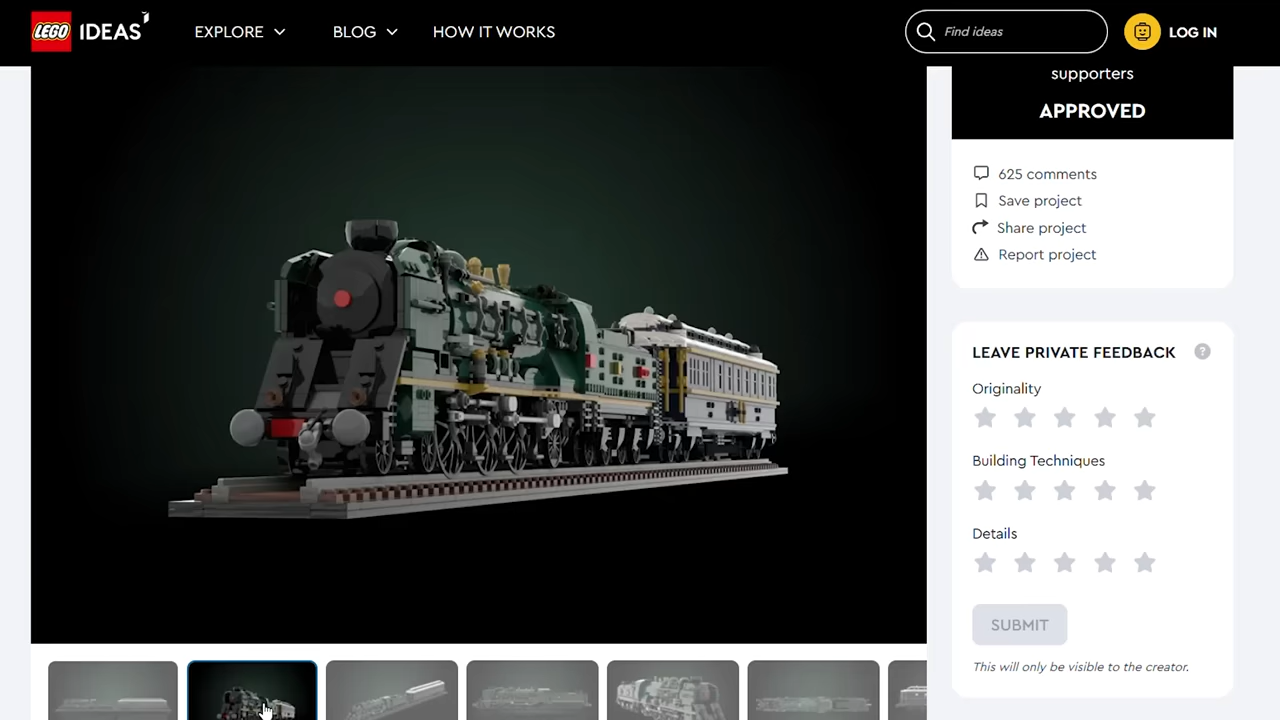 LEGO IDEAS
EXPLORE
BLOG
HOW IT WORKS
Find ideas
LOG IN
supporters
APPROVED
625 comments
Save project
Share project
Report project
LEAVE PRIVATE FEEDBACK ?
Originality
Building Techniques
Details
SUBMIT
This will only be visible to the creator.